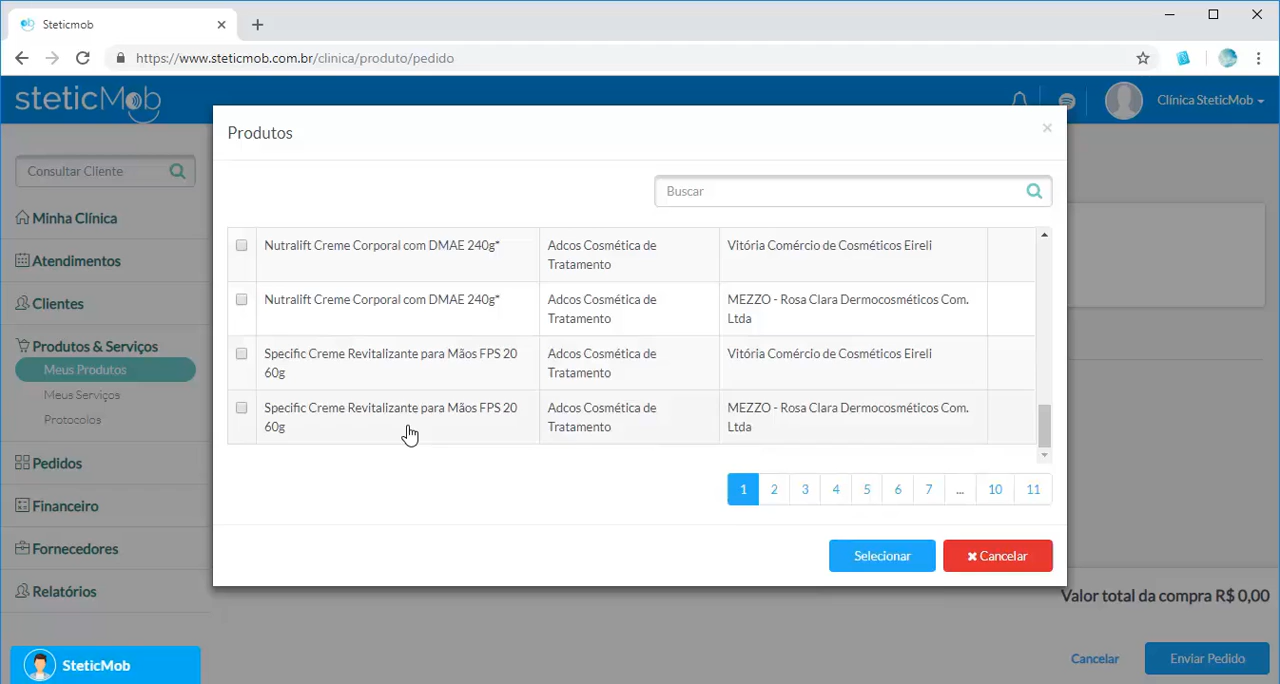 Steticmob
https://www.steticmob.com.br/clinica/produto/pedido
steticMob
Clínica SteticMob
Produtos
×
Consultar Cliente
Buscar
Minha Clínica
Atendimentos
Clientes
Produtos & Serviços
Meus Produtos
Meus Serviços
Protocolos
Pedidos
Financeiro
Fornecedores
Relatórios
SteticMob
Nutralift Creme Corporal com DMAE 240g*
Adcos Cosmética de
Tratamento
Vitória Comércio de Cosméticos Eireli
Nutralift Creme Corporal com DMAE 240g*
Adcos Cosmética de
Tratamento
MEZZO - Rosa Clara Dermocosméticos Com.
Ltda
Specific Creme Revitalizante para Mãos FPS 20
60g
Adcos Cosmética de
Tratamento
Vitória Comércio de Cosméticos Eireli
Specific Creme Revitalizante para Mãos FPS 20
60g
Adcos Cosmética de
Tratamento
MEZZO - Rosa Clara Dermocosméticos Com.
Ltda
1 2 3 4 5 6 7 ... 10 11
Selecionar
Cancelar
Valor total da compra R$ 0,00
Cancelar
Enviar Pedido